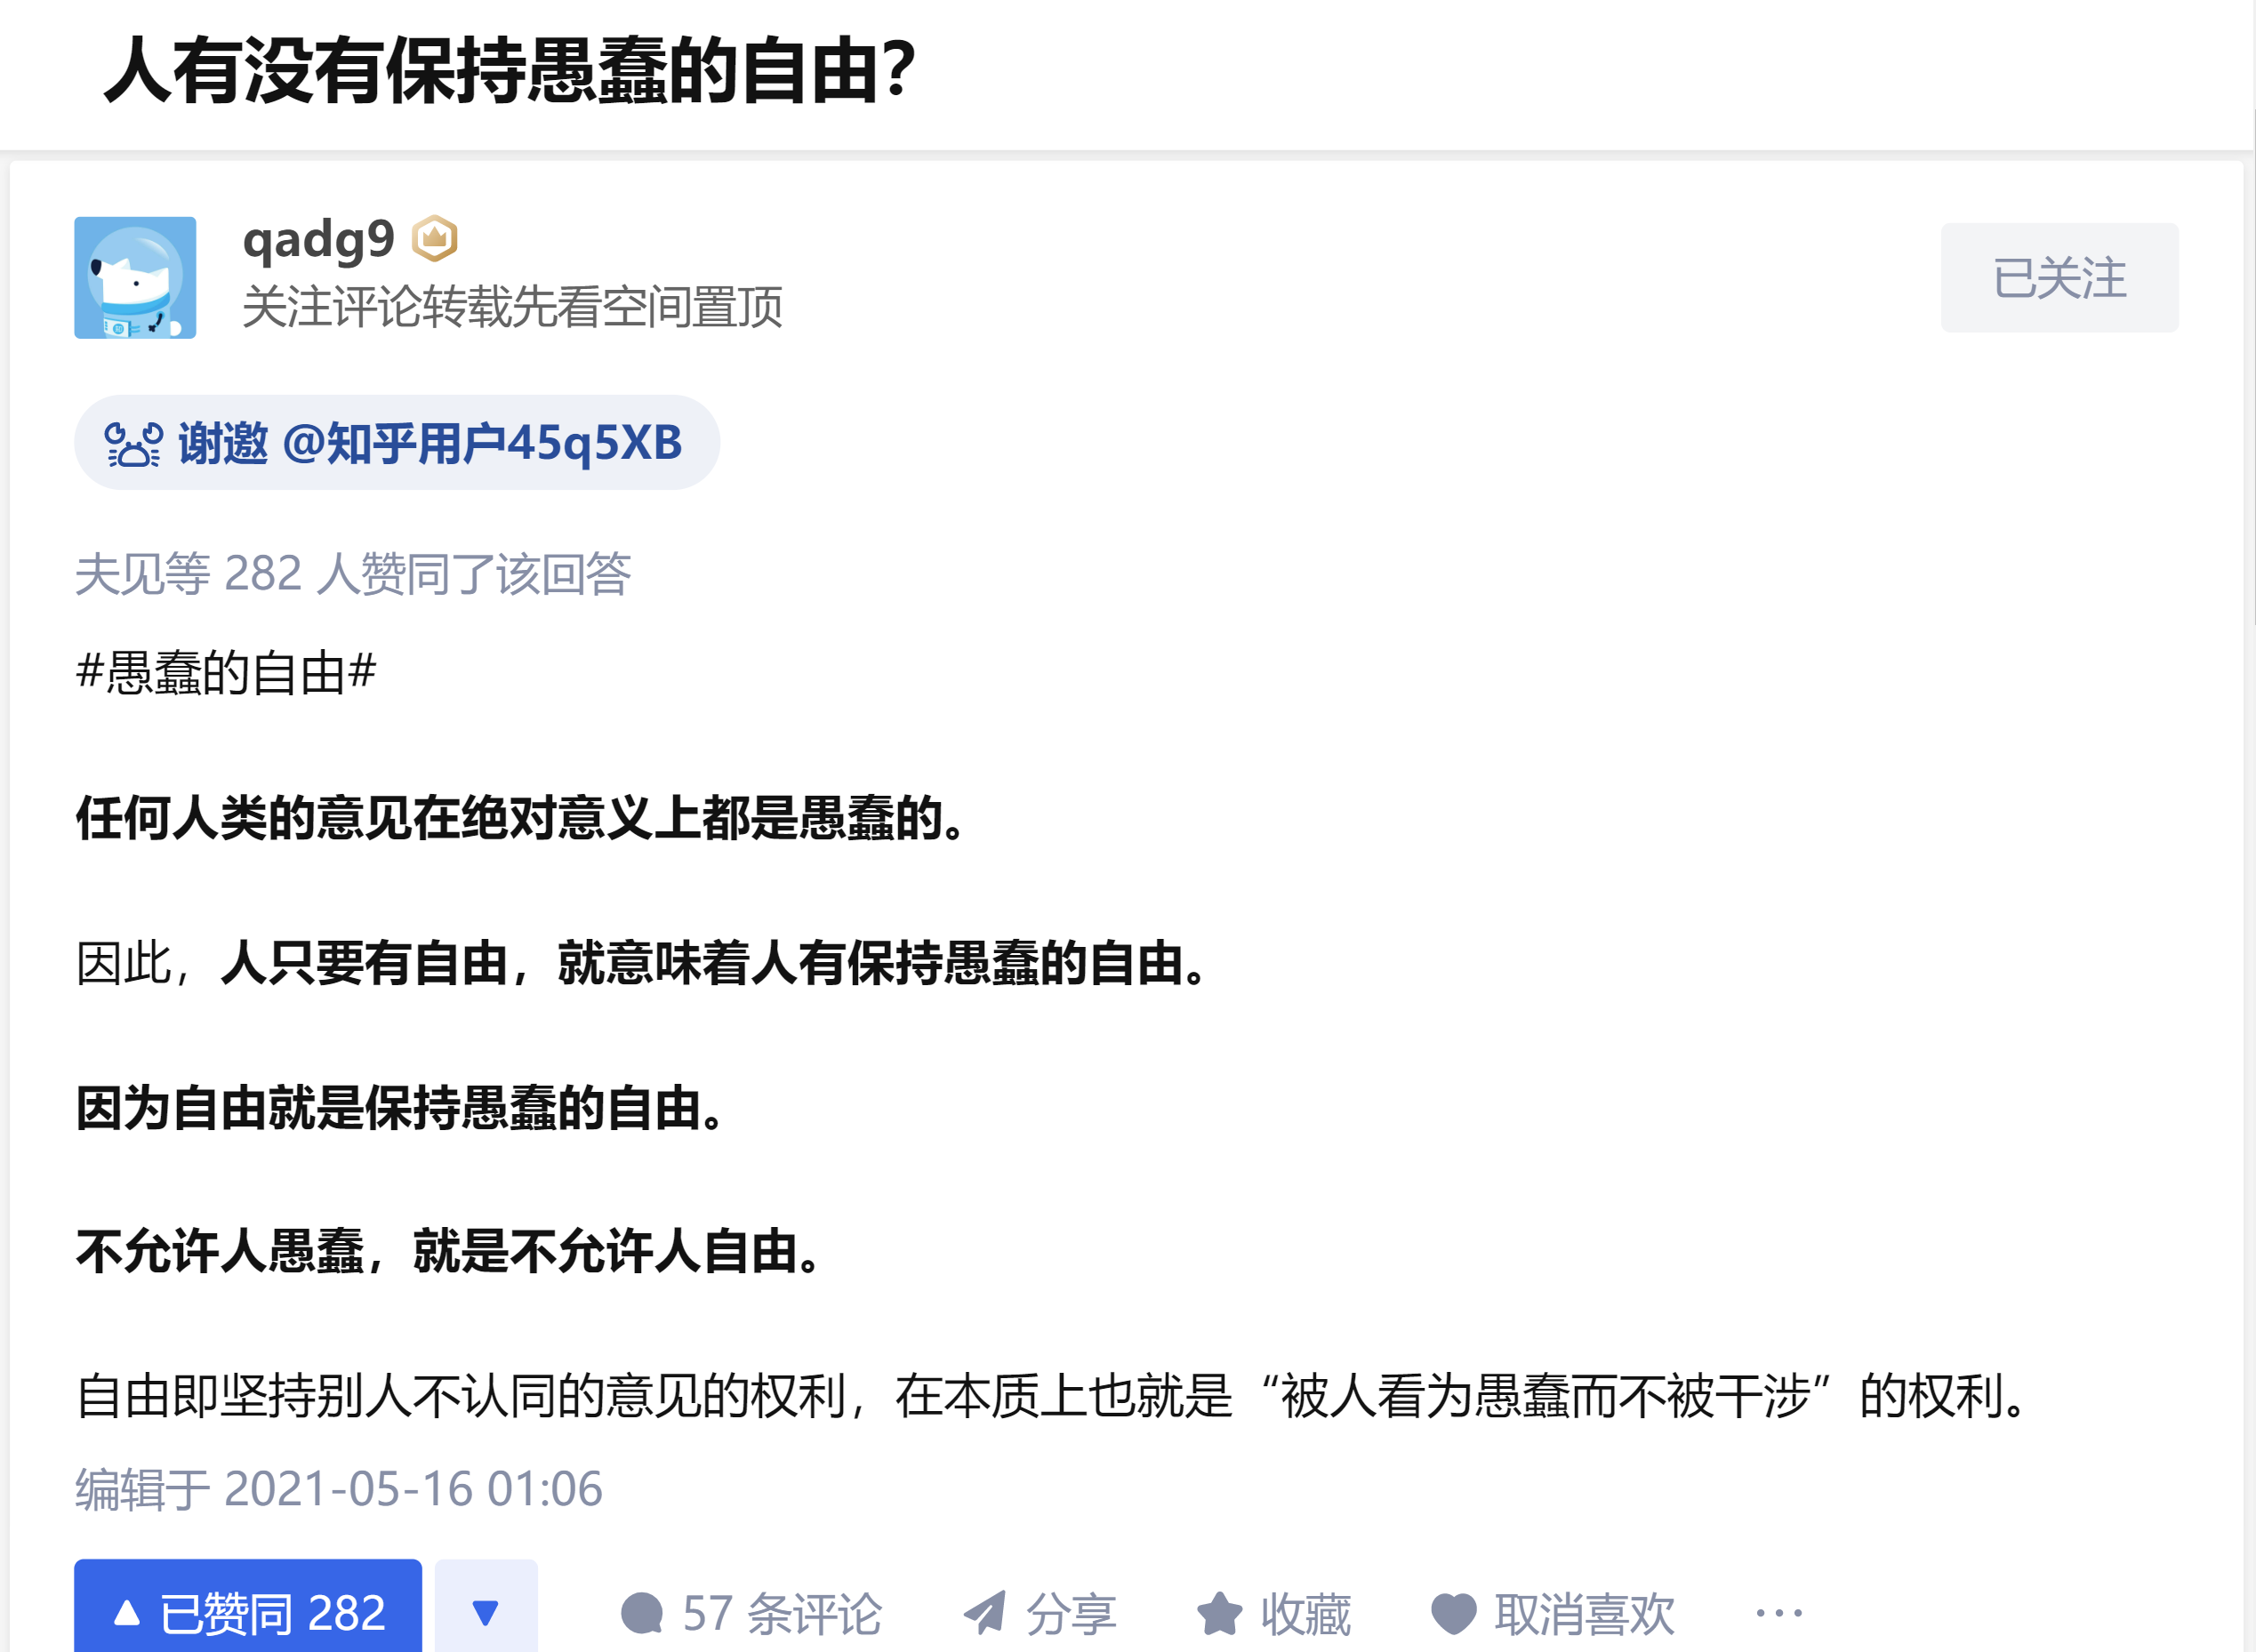 人有没有保持愚蠢的自由?
qadg9
关注评论转载先看空间置顶
已关注
谢邀 @知乎用户45q5XB
夫见等 282 人赞同了该回答
#愚蠢的自由#
任何人类的意见在绝对意义上都是愚蠢的。
因此，人只要有自由，就意味着人有保持愚蠢的自由。
因为自由就是保持愚蠢的自由。
不允许人愚蠢，就是不允许人自由。
自由即坚持别人不认同的意见的权利，在本质上也就是“被人看为愚蠢而不被干涉”的权利。
编辑于 2021-05-16 01:06
已赞同 282 57 条评论 分享 收藏 取消喜欢 ···